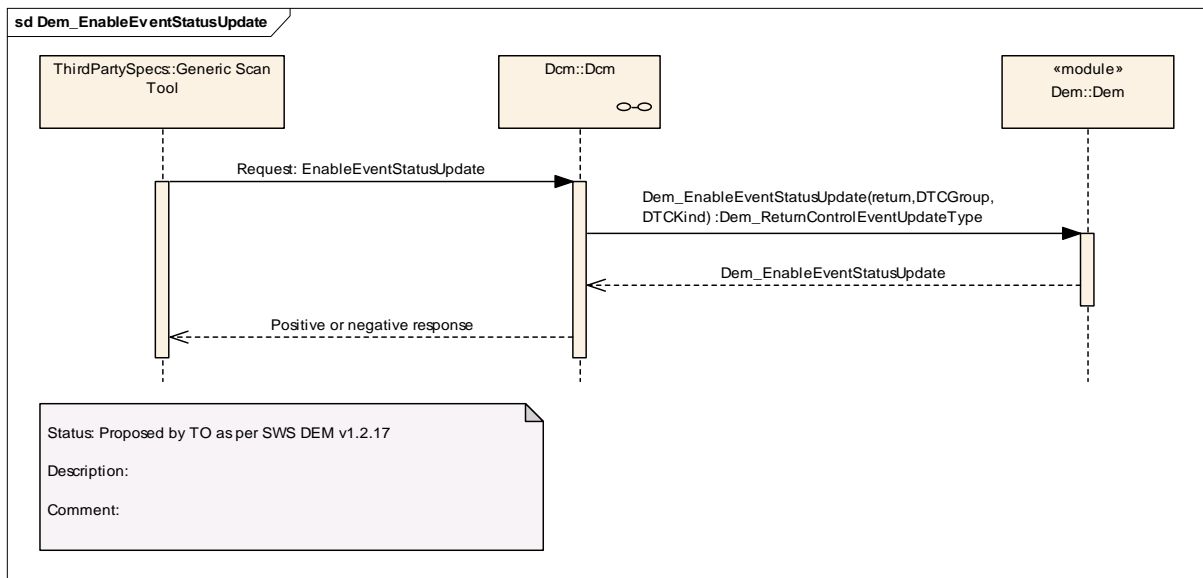 sd Dem_EnableEventStatusUpdate
ThirdPartySpecs::Generic Scan
Tool
Dcm::Dcm
«module»
Dem::Dem
Request: EnableEventStatusUpdate
Dem_EnableEventStatusUpdate(return,DTCGroup,
DTCKind) :Dem_ReturnControlEventUpdateType
Dem_EnableEventStatusUpdate
Positive or negative response
Status: Proposed by TO as per SWS DEM v1.2.17
Description:
Comment: